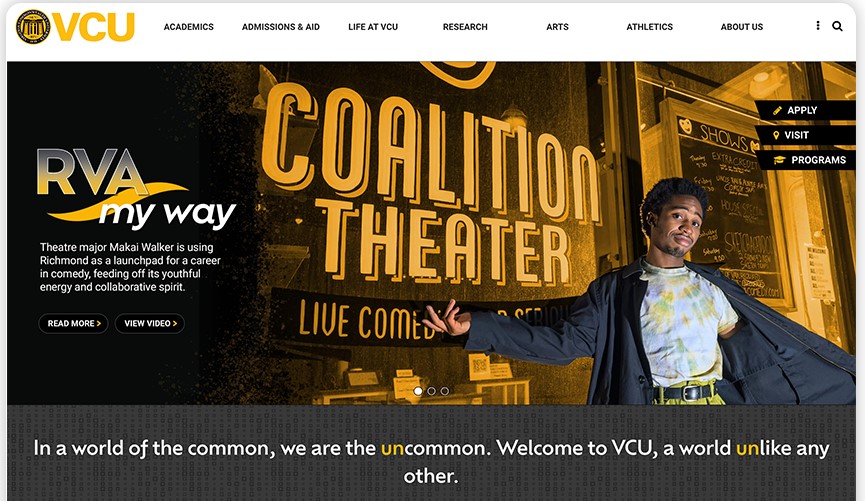 VCU
ACADEMICS
ADMISSIONS & AID
LIFE AT VCU
RESEARCH
ARTS
ATHLETICS
ABOUT US
APPLY
VISIT
PROGRAMS
COALITION
THEATER
LIVE COMED
SHOWS
RVA
my way
Theatre major Makai Walker is using
Richmond as a launchpad for a career
in comedy, feeding off its youthful
energy and collaborative spirit.
READ MORE >
VIEW VIDEO >
In a world of the common, we are the uncommon. Welcome to VCU, a world unlike any
other.